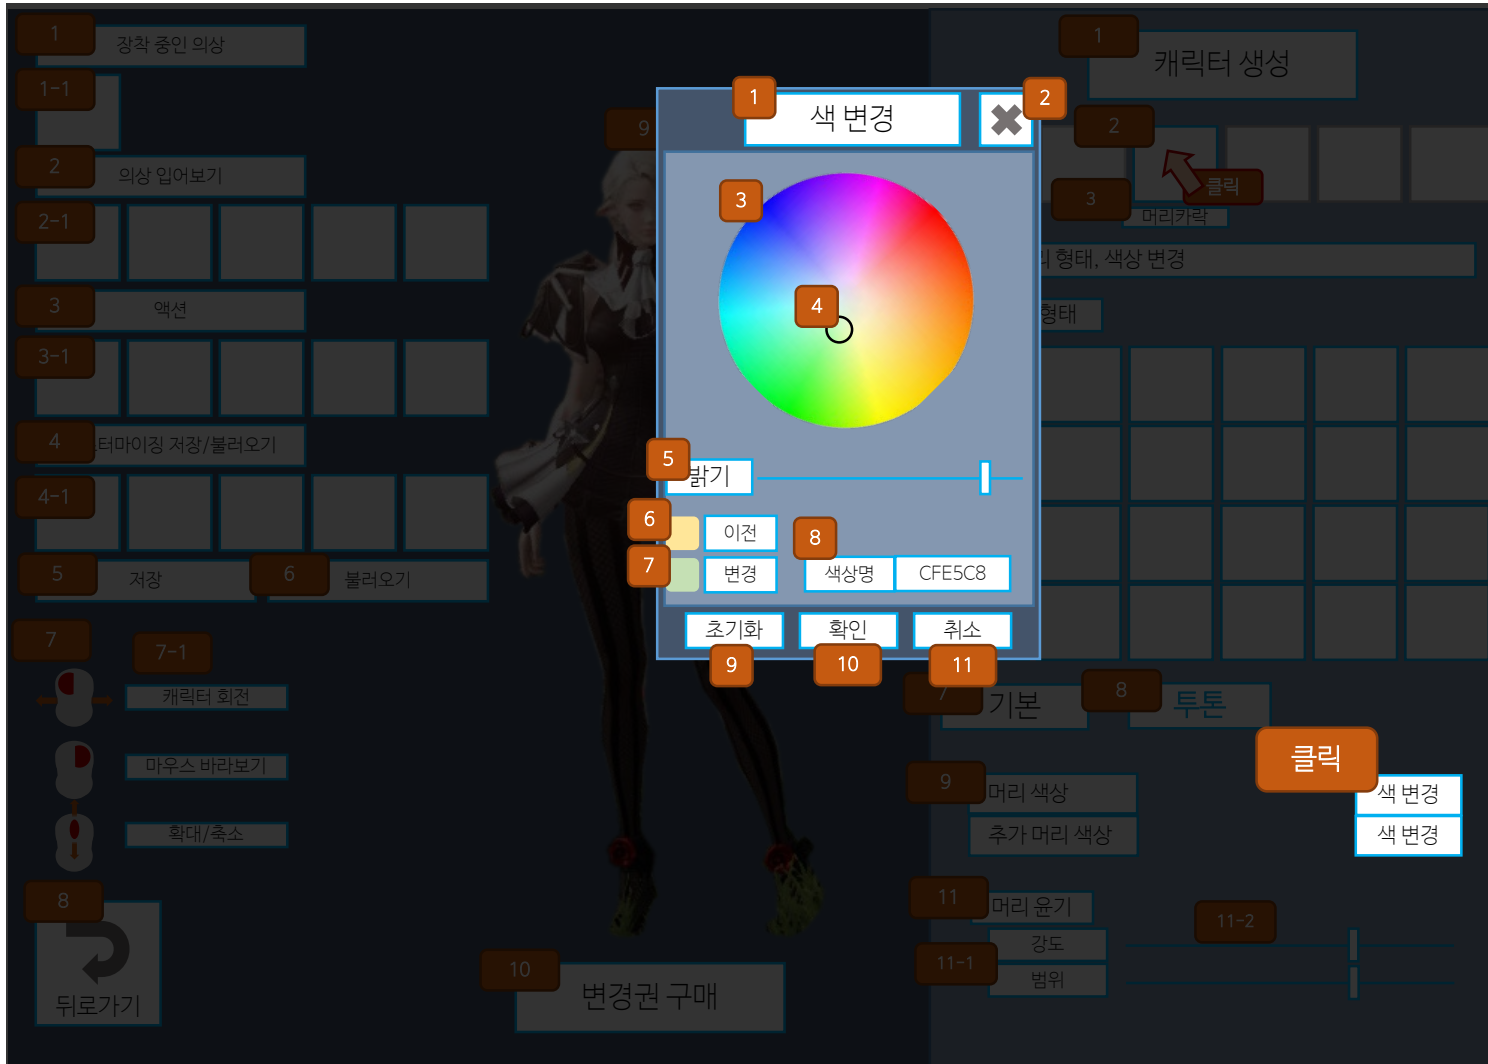 1
장착 중인 의상
1-1
2
의상 입어보기
2-1
3
액션
3-1
4
터마이징 저장/불러오기
4-1
5
저장
6
불러오기
7
7-1
캐릭터 회전
마우스 바라보기
확대/축소
8
뒤로가기
9
10
변경권 구매
1
색 변경
2
3
4
5
밝기
6
이전
7
변경
8
색상명
CFE5C8
초기화
확인
취소
9
10
11
1
캐릭터 생성
2
클릭
3
머리카락
형태, 색상 변경
형태
7
기본
8
투톤
클릭
9
머리 색상
색 변경
추가 머리 색상
색 변경
11
머리 윤기
11-2
강도
11-1
범위